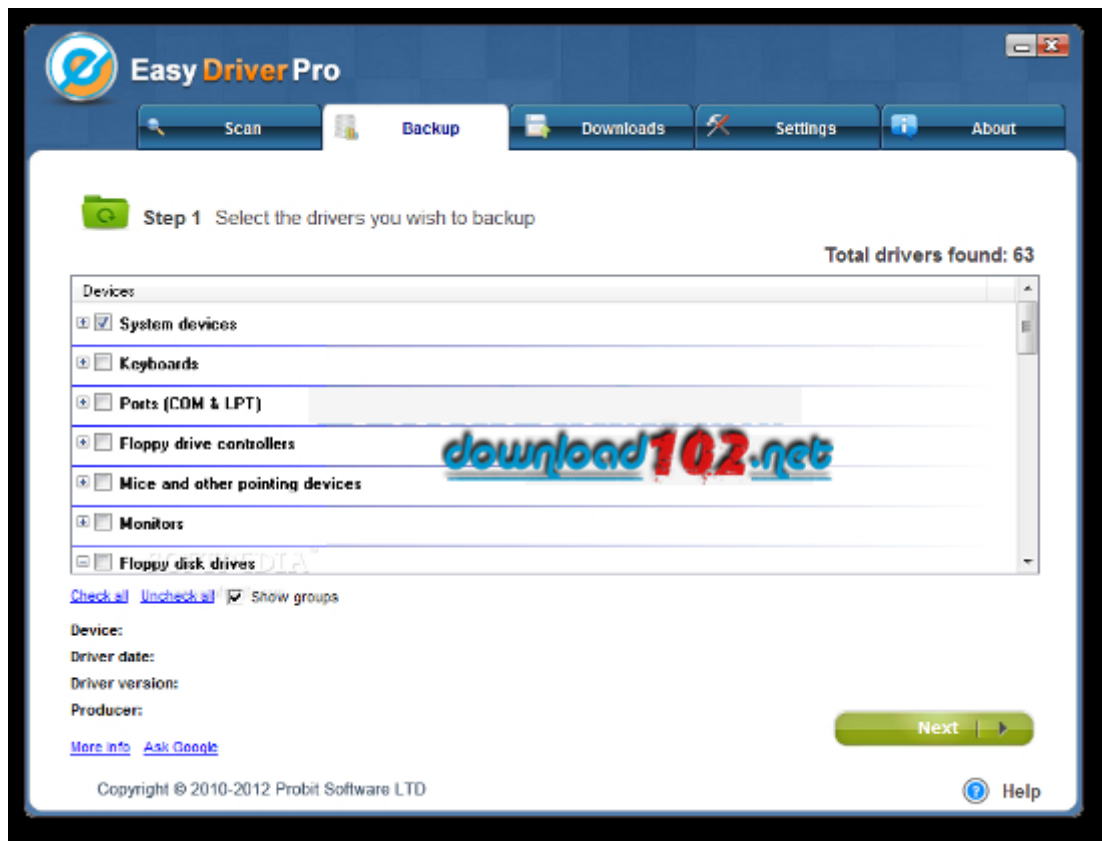 Easy Driver Pro
Scan Backup Downloads Settings About
Step 1 Select the drivers you wish to backup
Total drivers found: 63
Devices
System devices
Keyboards
Ports (COM & LPT)
Floppy drive controllers
download102.net
Mice and other pointing devices
Monitors
Floppy disk drives
SOFTPEDIA
Check all Uncheck all Show groups
Device:
Driver date:
Driver version:
Producer:
Next
More Info Ask Google
Copyright © 2010-2012 Probit Software LTD
Help